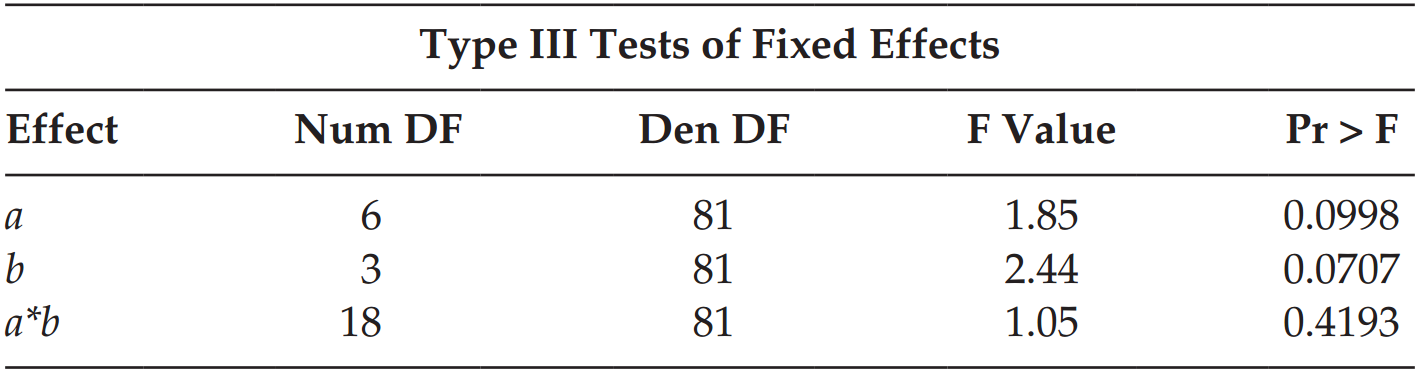 Type III Tests of Fixed Effects
Effect Num DF Den DF F Value Pr > F
a 6 81 1.85 0.0998
b 3 81 2.44 0.0707
a*b 18 81 1.05 0.4193